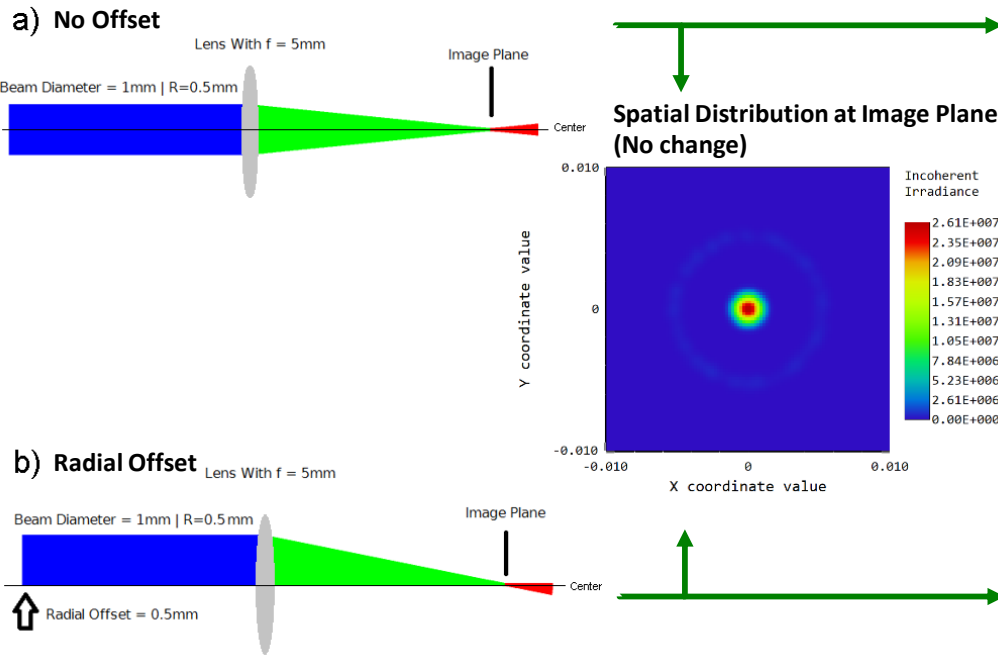 a) No Offset
Lens With f = 5mm
Image Plane
Beam Diameter = 1mm | R=0.5mm
Center
Spatial Distribution at Image Plane
(No change)
0.010
Incoherent
Irradiance
2.61E+007
2.35E+007
2.09E+007
1.83E+007
1.57E+007
1.31E+007
1.05E+007
7.84E+006
5.23E+006
2.61E+006
0.00E+000
Y coordinate value
0
-0.010
-0.010
0
0.010
X coordinate value
b) Radial Offset
Lens With f = 5mm
Image Plane
Beam Diameter = 1mm | R=0.5mm
Center
Radial Offset = 0.5mm